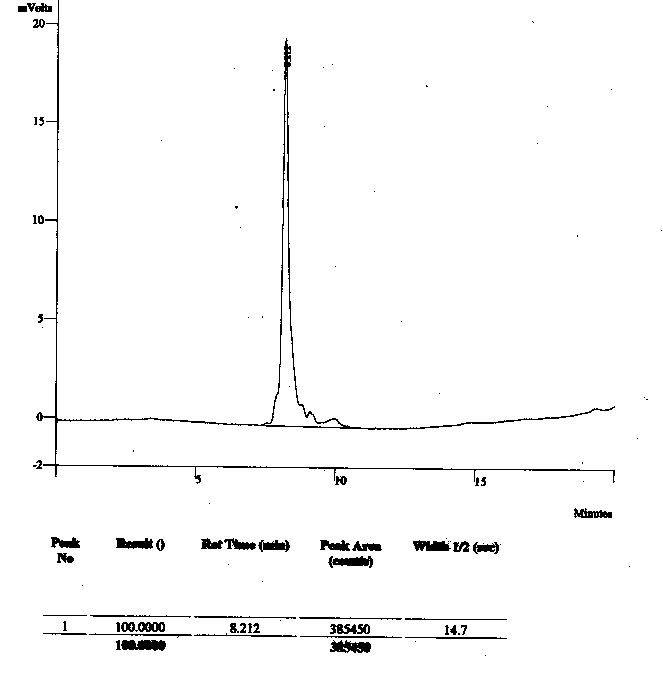 mVolts
20
15
10
5
0
-2
5
10
15
Minutes
Peak No
Result ()
Ret Time (min)
Peak Area (counts)
Width 1/2 (sec)
1
100.0000
8.212
385450
14.7
100.0000
385450